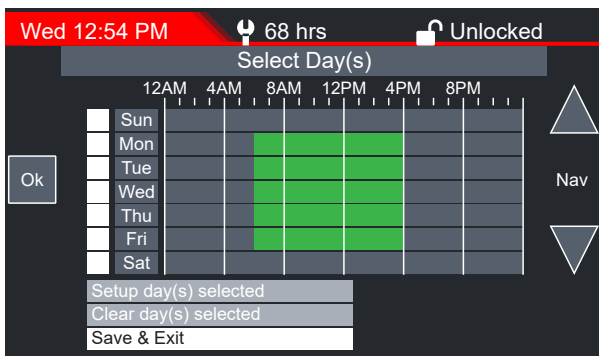 Wed 12:54 PM 68 hrs Unlocked
Select Day(s)
12AM 4AM 8AM 12PM 4PM 8PM
Sun
Mon
Tue
Ok Wed Nav
Thu
Fri
Sat
Setup day(s) selected
Clear day(s) selected
Save & Exit